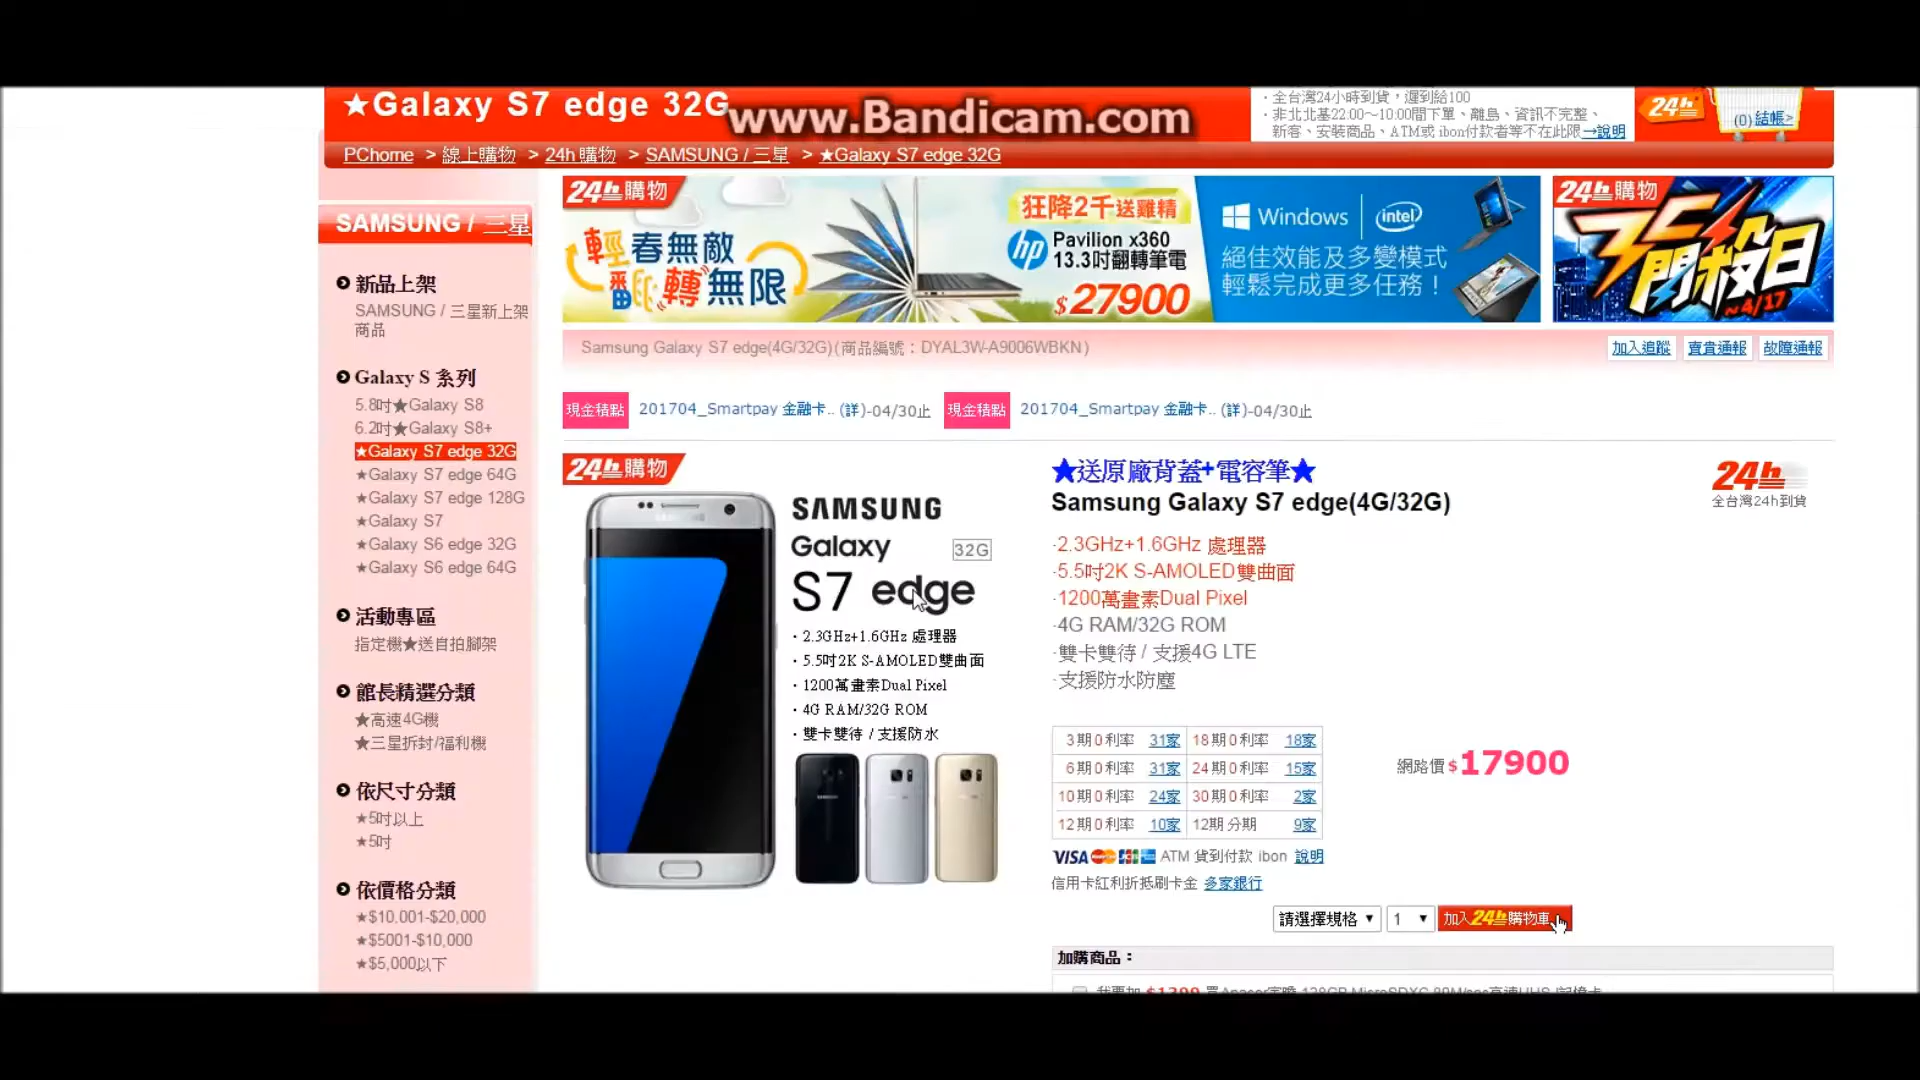 ★Galaxy S7 edge 32G
www.Bandicam.com
·全台灣24小時到貨，遲到給100
·非北北基22:00～10:00間下單、離島、資訊不完整、
新客、安裝商品、ATM或ibon付款者等不在此限→說明
24h
(0) 結帳>
PChome > 線上購物 > 24h購物 > SAMSUNG / 三星 > ★Galaxy S7 edge 32G
SAMSUNG / 三星
新品上架
SAMSUNG / 三星新上架
商品
Galaxy S 系列
5.8吋★Galaxy S8
6.2吋★Galaxy S8+
★Galaxy S7 edge 32G
★Galaxy S7 edge 64G
★Galaxy S7 edge 128G
★Galaxy S7
★Galaxy S6 edge 32G
★Galaxy S6 edge 64G
活動專區
指定機★送自拍腳架
館長精選分類
★高速4G機
★三星拆封/福利機
依尺寸分類
★5吋以上
★5吋
依價格分類
★$10,001-$20,000
★$5001-$10,000
★$5,000以下
24h購物
輕春無敵
翻轉無限
狂降2千送雞精
hp
Pavilion x360
13.3吋翻轉筆電
$27900
Windows
intel
絕佳效能及多變模式
輕鬆完成更多任務！
24h購物
3C
閃殺日
~4/17
Samsung Galaxy S7 edge(4G/32G)(商品編號：DYAL3W-A9006WBKN)
加入追蹤 賣貴通報 故障通報
現金積點 201704_Smartpay 金融卡.. (詳)-04/30止
現金積點 201704_Smartpay 金融卡.. (詳)-04/30止
24h購物
SAMSUNG
Galaxy 32G
S7 edge
·2.3GHz+1.6GHz 處理器
·5.5吋2K S-AMOLED雙曲面
·1200萬畫素Dual Pixel
·4G RAM/32G ROM
·雙卡雙待 / 支援防水
★送原廠背蓋+電容筆★
Samsung Galaxy S7 edge(4G/32G)
24h
全台灣24h到貨
·2.3GHz+1.6GHz 處理器
·5.5吋2K S-AMOLED雙曲面
·1200萬畫素Dual Pixel
·4G RAM/32G ROM
·雙卡雙待 / 支援4G LTE
·支援防水防塵
3期0利率 31家 18期0利率 18家
6期0利率 31家 24期0利率 15家
10期0利率 24家 30期0利率 2家
12期0利率 10家 12期分期 9家
網路價$17900
VISA JCB ATM 貨到付款 ibon 說明
信用卡紅利折抵刷卡金 多家銀行
請選擇規格 1 加入24h購物車
加購商品：